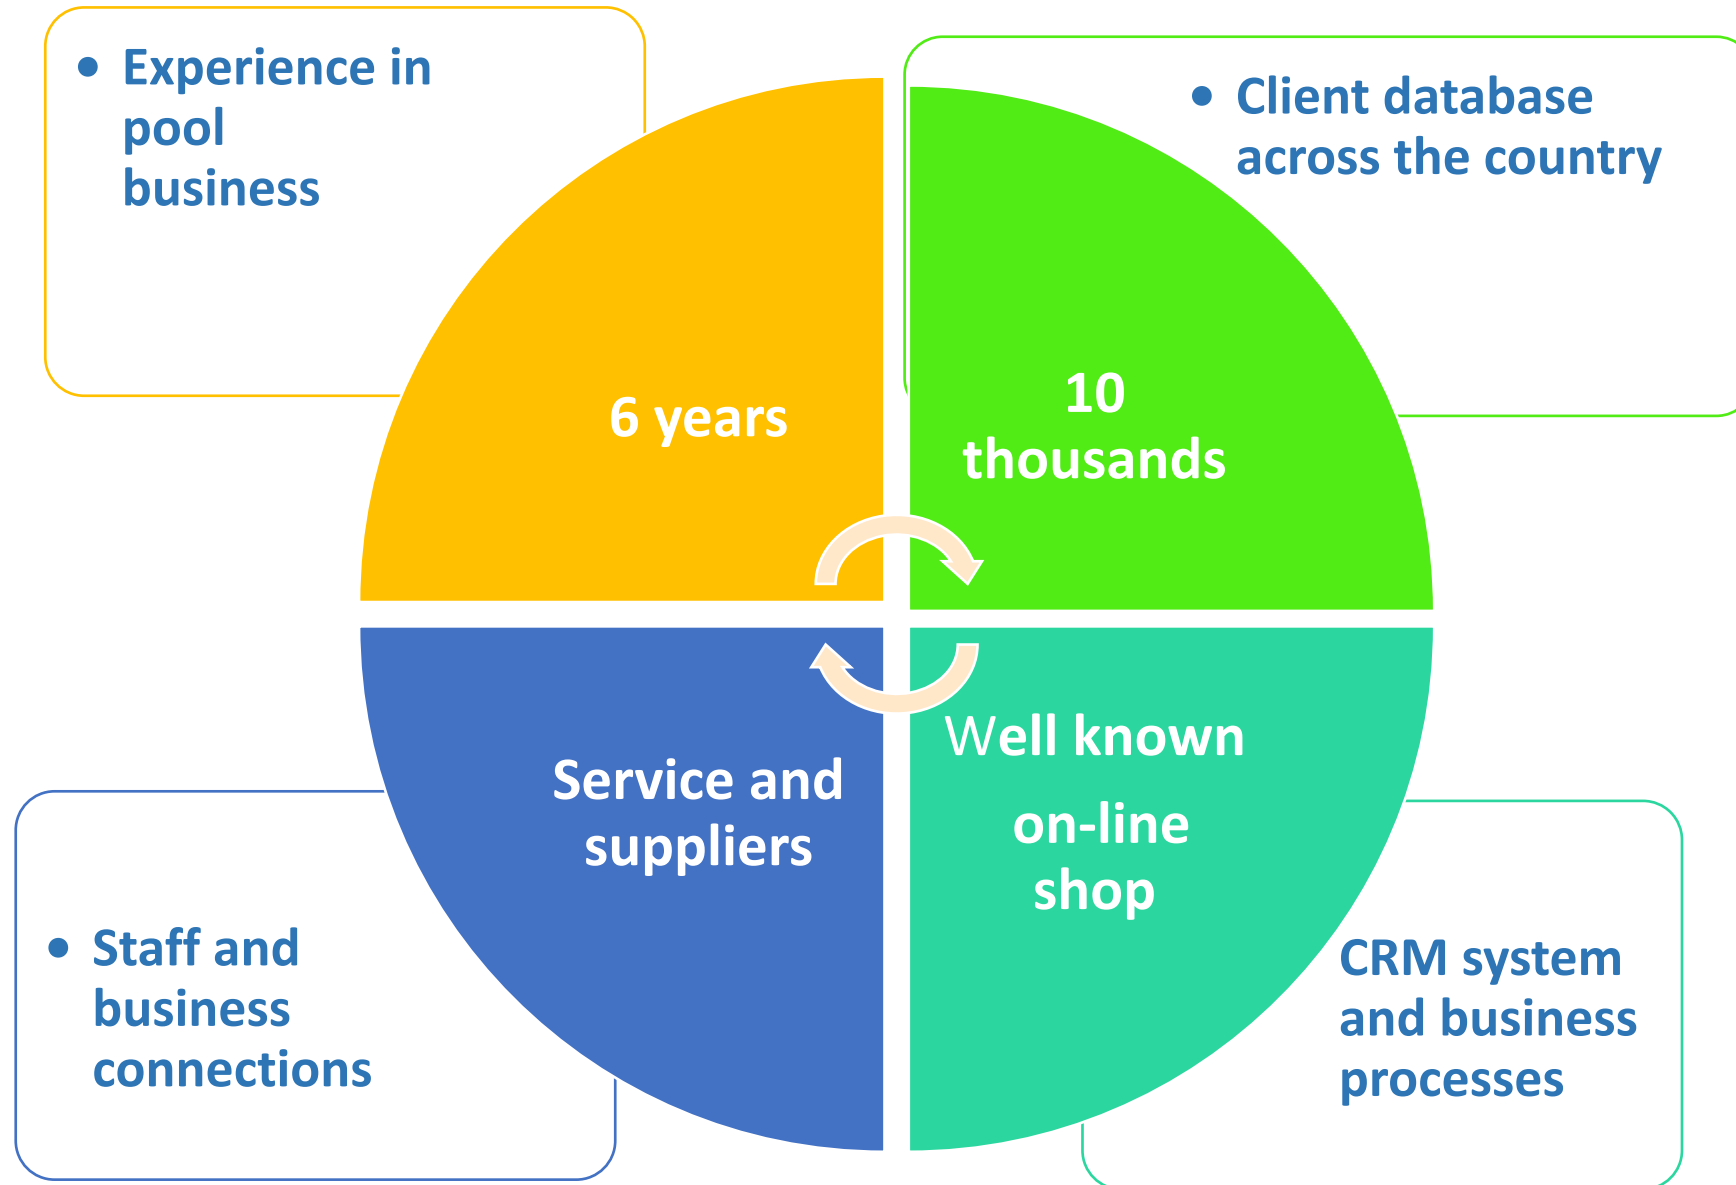 • Experience in
pool
business
• Client database
across the country
6 years
10
thousands
Service and
suppliers
Well known
on-line
shop
• Staff and
business
connections
CRM system
and business
processes